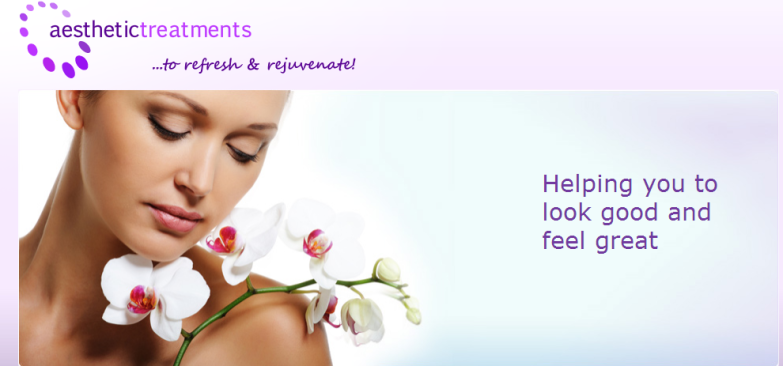 aesthetictreatments
...to refresh & rejuvenate!
Helping you to
look good and
feel great